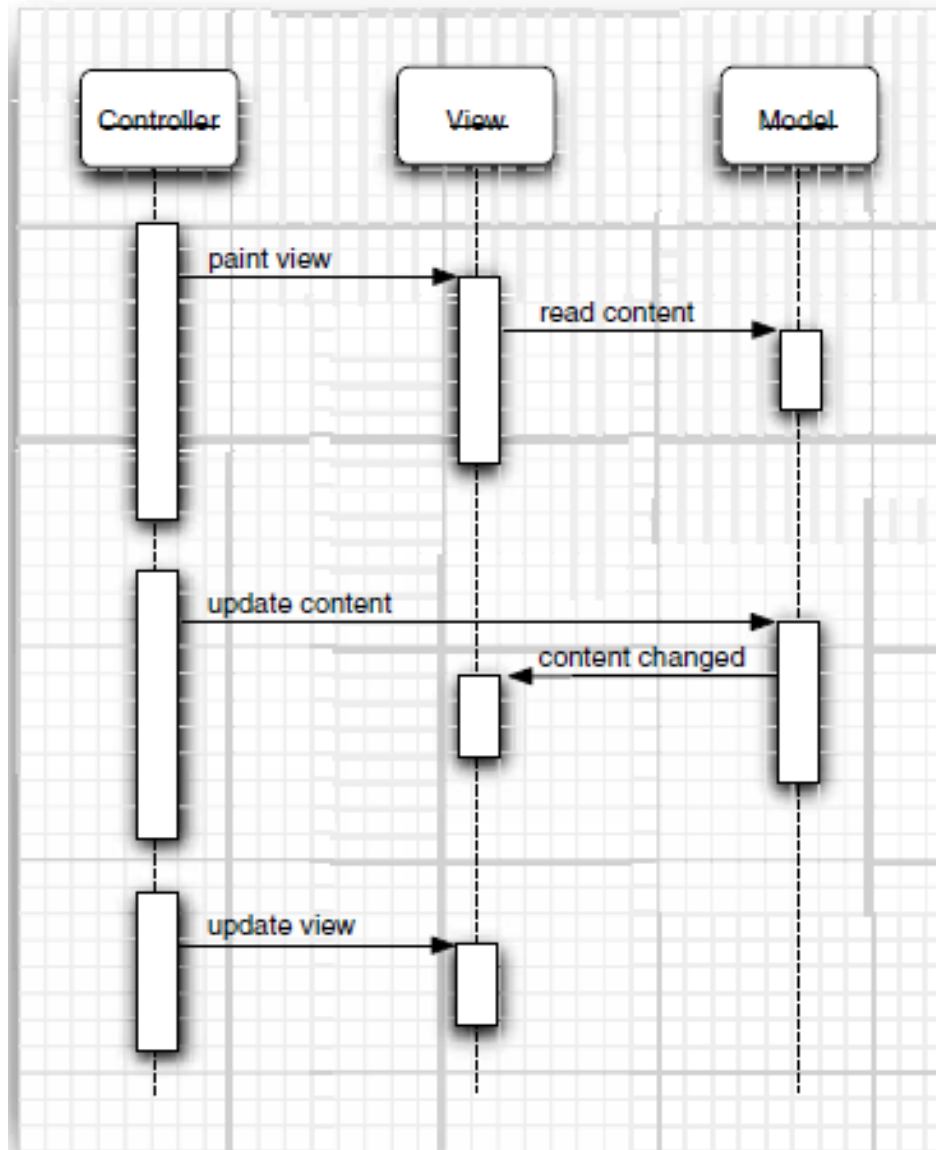 Controller
View
Model
paint view
read content
update content
content changed
update view